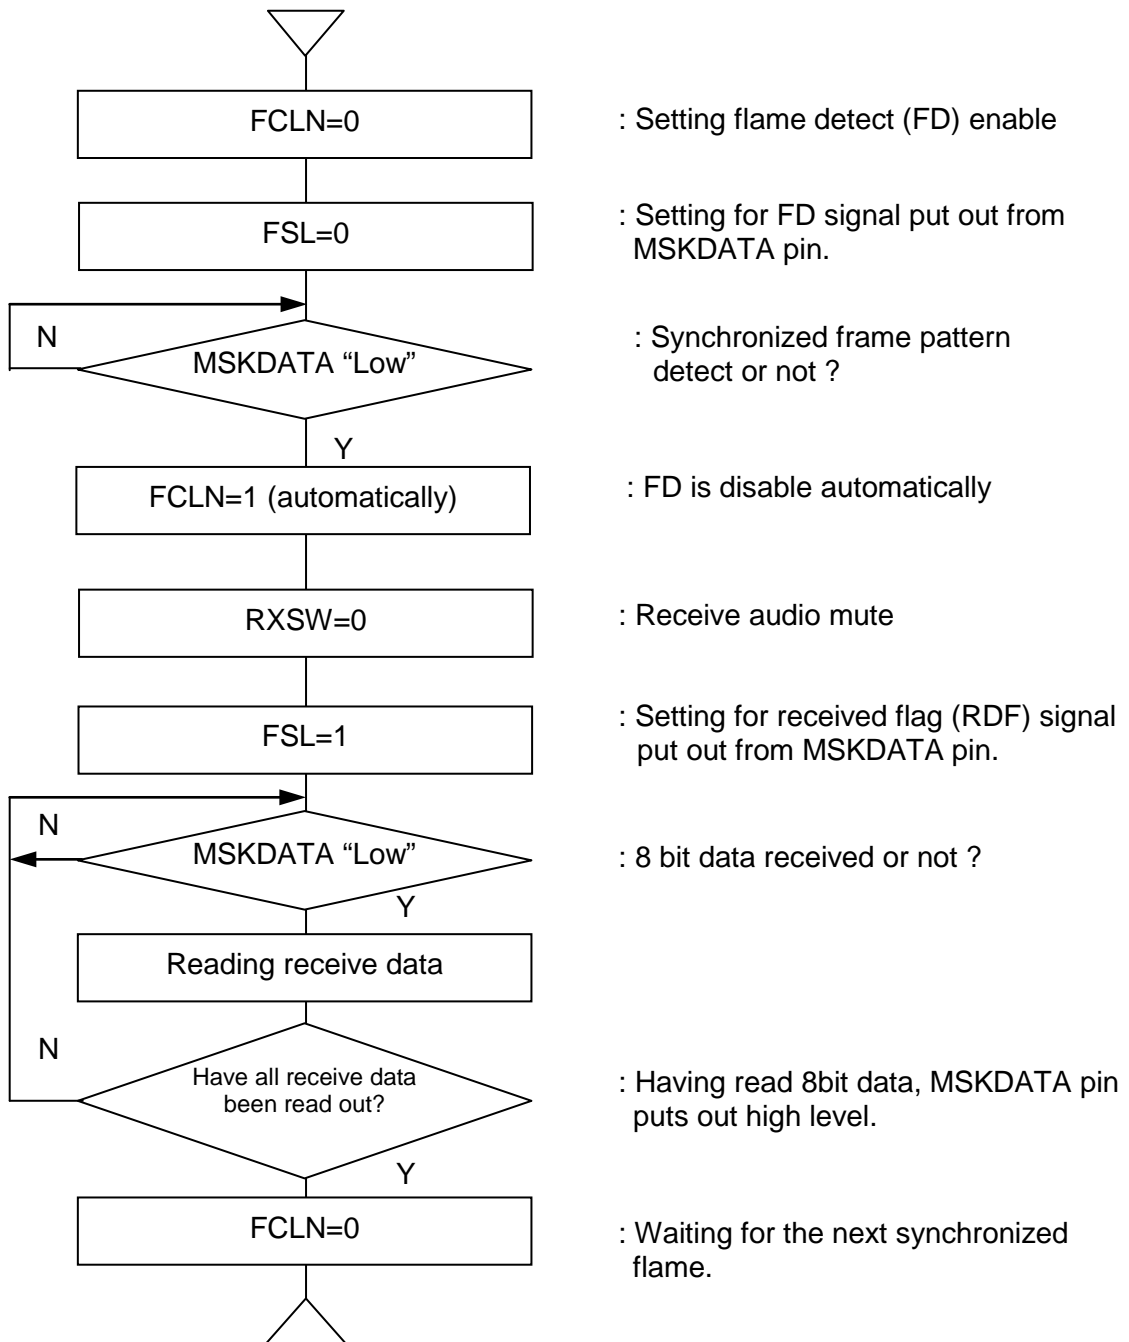 FCLN=0
: Setting flame detect (FD) enable
FSL=0
: Setting for FD signal put out from
MSKDATA pin.
N
MSKDATA “Low”
: Synchronized frame pattern
detect or not ?
Y
FCLN=1 (automatically)
: FD is disable automatically
RXSW=0
: Receive audio mute
FSL=1
: Setting for received flag (RDF) signal
put out from MSKDATA pin.
N
MSKDATA “Low”
: 8 bit data received or not ?
Y
Reading receive data
N
Have all receive data
been read out?
: Having read 8bit data, MSKDATA pin
puts out high level.
Y
FCLN=0
: Waiting for the next synchronized
flame.